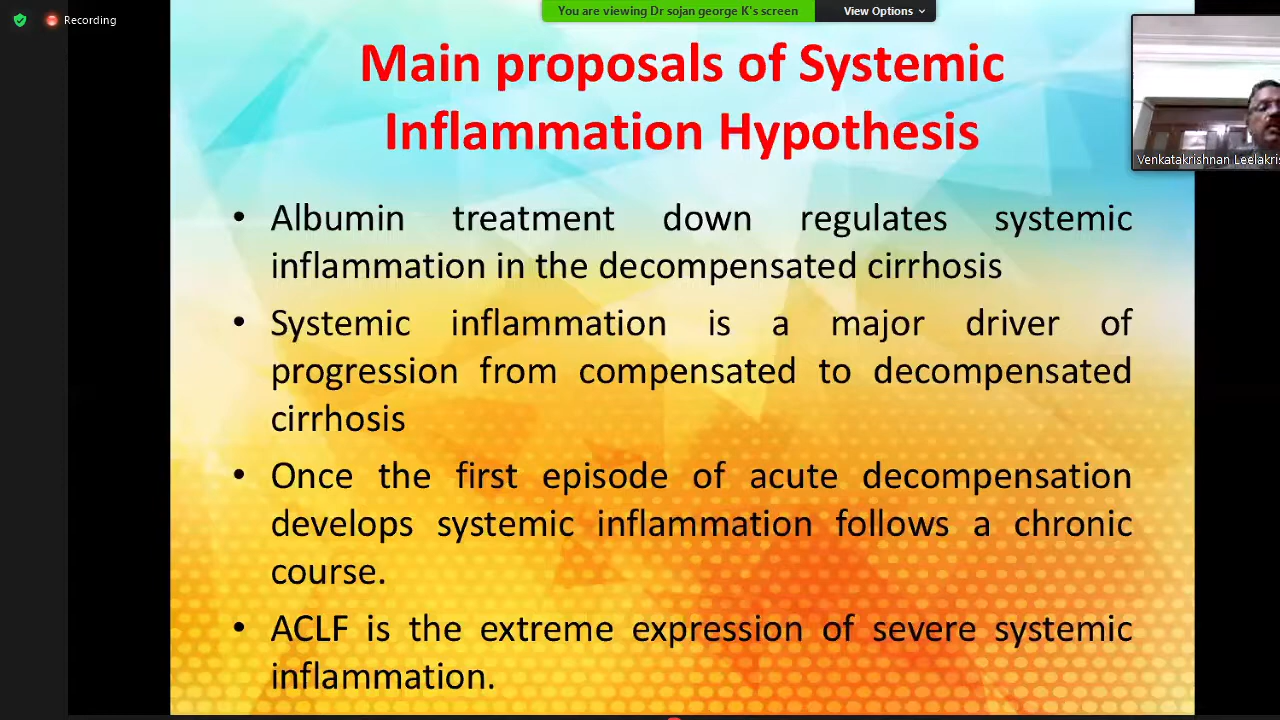 Recording
You are viewing Dr sojan george K's screen
View Options
Main proposals of Systemic
Inflammation Hypothesis
Venkatakrishnan Leelakris
• Albumin treatment down regulates systemic
inflammation in the decompensated cirrhosis
• Systemic inflammation is a major driver of
progression from compensated to decompensated
cirrhosis
• Once the first episode of acute decompensation
develops systemic inflammation follows a chronic
course.
• ACLF is the extreme expression of severe systemic
inflammation.